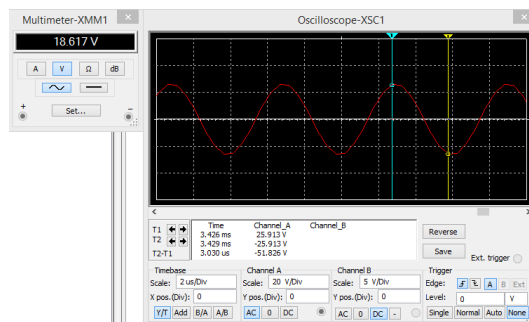 Multimeter-XMM1
18.617 V
A V Ω dB
Set...
+ −
Oscilloscope-XSC1
Time Channel_A Channel_B
T1 3.426 ms 25.913 V
T2 3.429 ms -25.913 V
T2-T1 3.030 us -51.826 V
Reverse
Save
Ext. trigger
Timebase
Scale: 2 us/Div
X pos.(Div): 0
Y/T Add B/A A/B
Channel A
Scale: 20 V/Div
Y pos.(Div): 0
AC 0 DC
Channel B
Scale: 5 V/Div
Y pos.(Div): 0
AC 0 DC -
Trigger
Edge: A B Ext
Level: 0 V
Single Normal Auto None